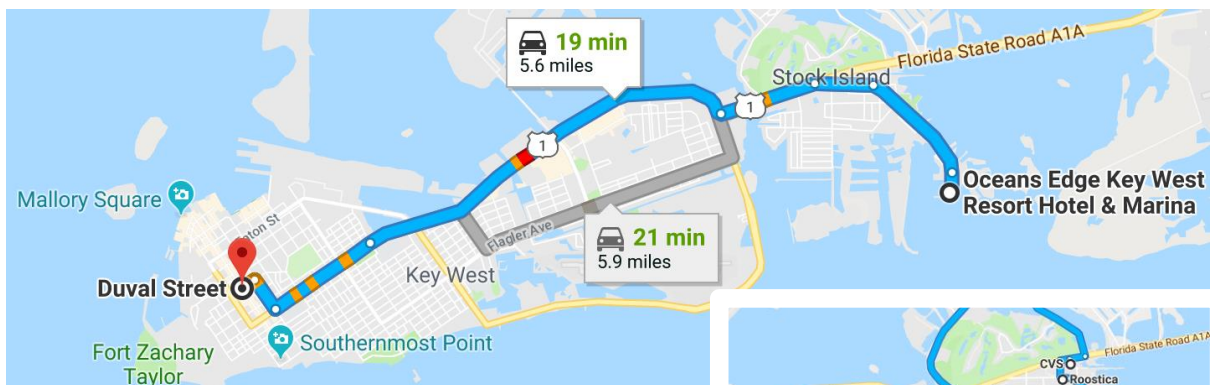 19 min
5.6 miles
Florida State Road A1A
Stock Island
1
1
Oceans Edge Key West
Resort Hotel & Marina
Mallory Square
Flagler Ave
21 min
5.9 miles
Key West
Duval Street
Southernmost Point
Fort Zachary
Taylor
CVS
Florida State Road A1A
Roostica